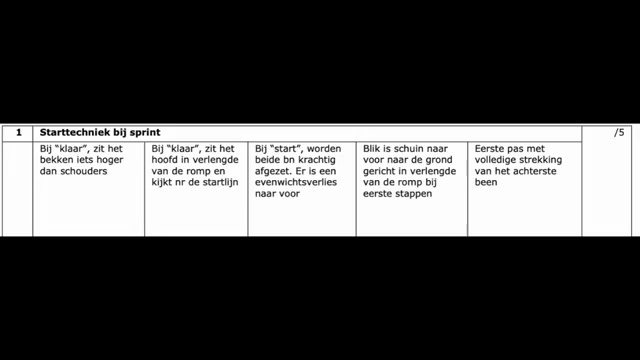 1 Starttechniek bij sprint /5
Bij “klaar”, zit het
bekken iets hoger
dan schouders
Bij “klaar”, zit het
hoofd in verlengde
van de romp en
kijkt nr de startlijn
Bij “start”, worden
beide bn krachtig
afgezet. Er is een
evenwichtsverlies
naar voor
Blik is schuin naar
voor naar de grond
gericht in verlengde
van de romp bij
eerste stappen
Eerste pas met
volledige strekking
van het achterste
been